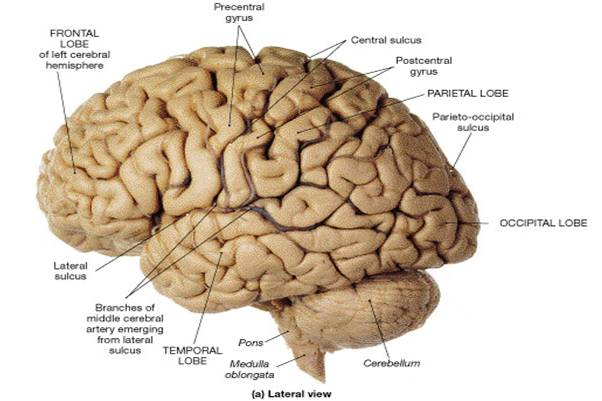 Precentral
gyrus
FRONTAL
LOBE
of left cerebral
hemisphere
Central sulcus
Postcentral
gyrus
PARIETAL LOBE
Parieto-occipital
sulcus
OCCIPITAL LOBE
Lateral
sulcus
Branches of
middle cerebral
artery emerging
from lateral
sulcus
TEMPORAL
LOBE
Pons
Medulla
oblongata
Cerebellum
(a) Lateral view